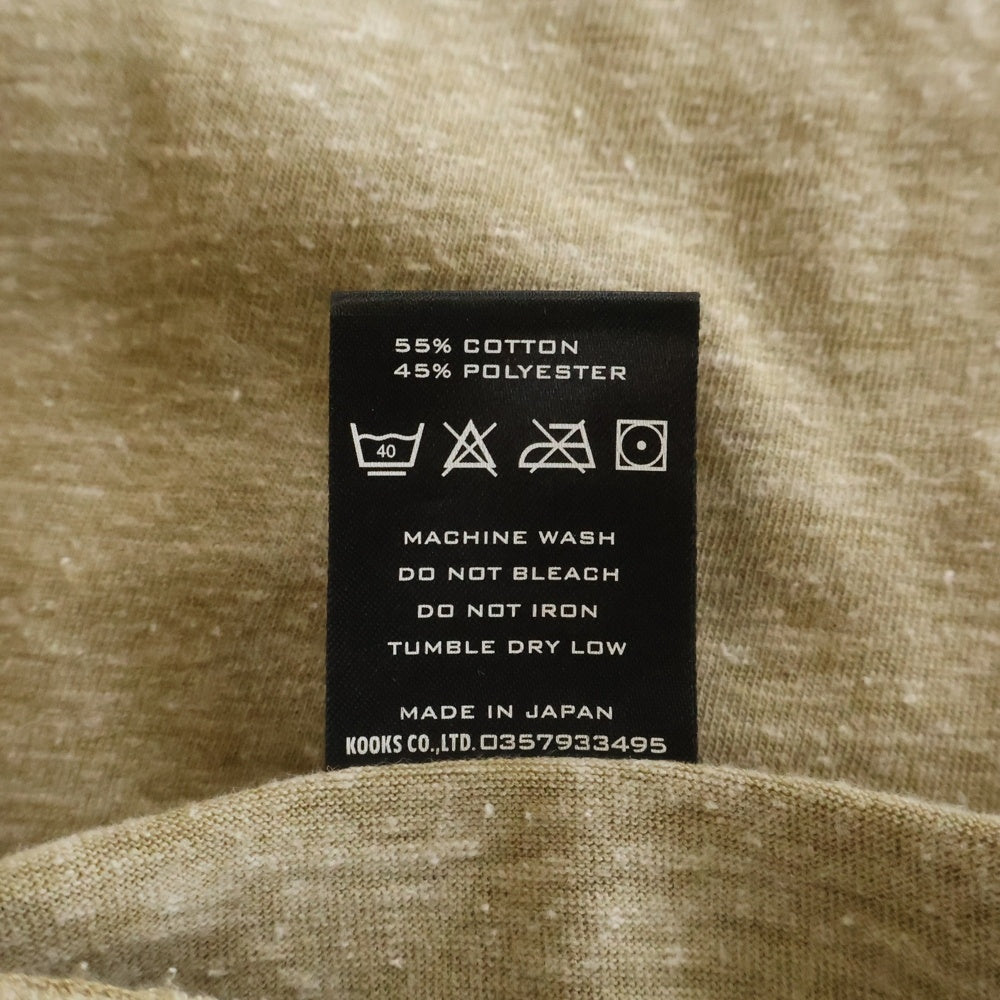 55% COTTON
45% POLYESTER
40
MACHINE WASH
DO NOT BLEACH
DO NOT IRON
TUMBLE DRY LOW
MADE IN JAPAN
KOOKS CO.,LTD. 0357933495